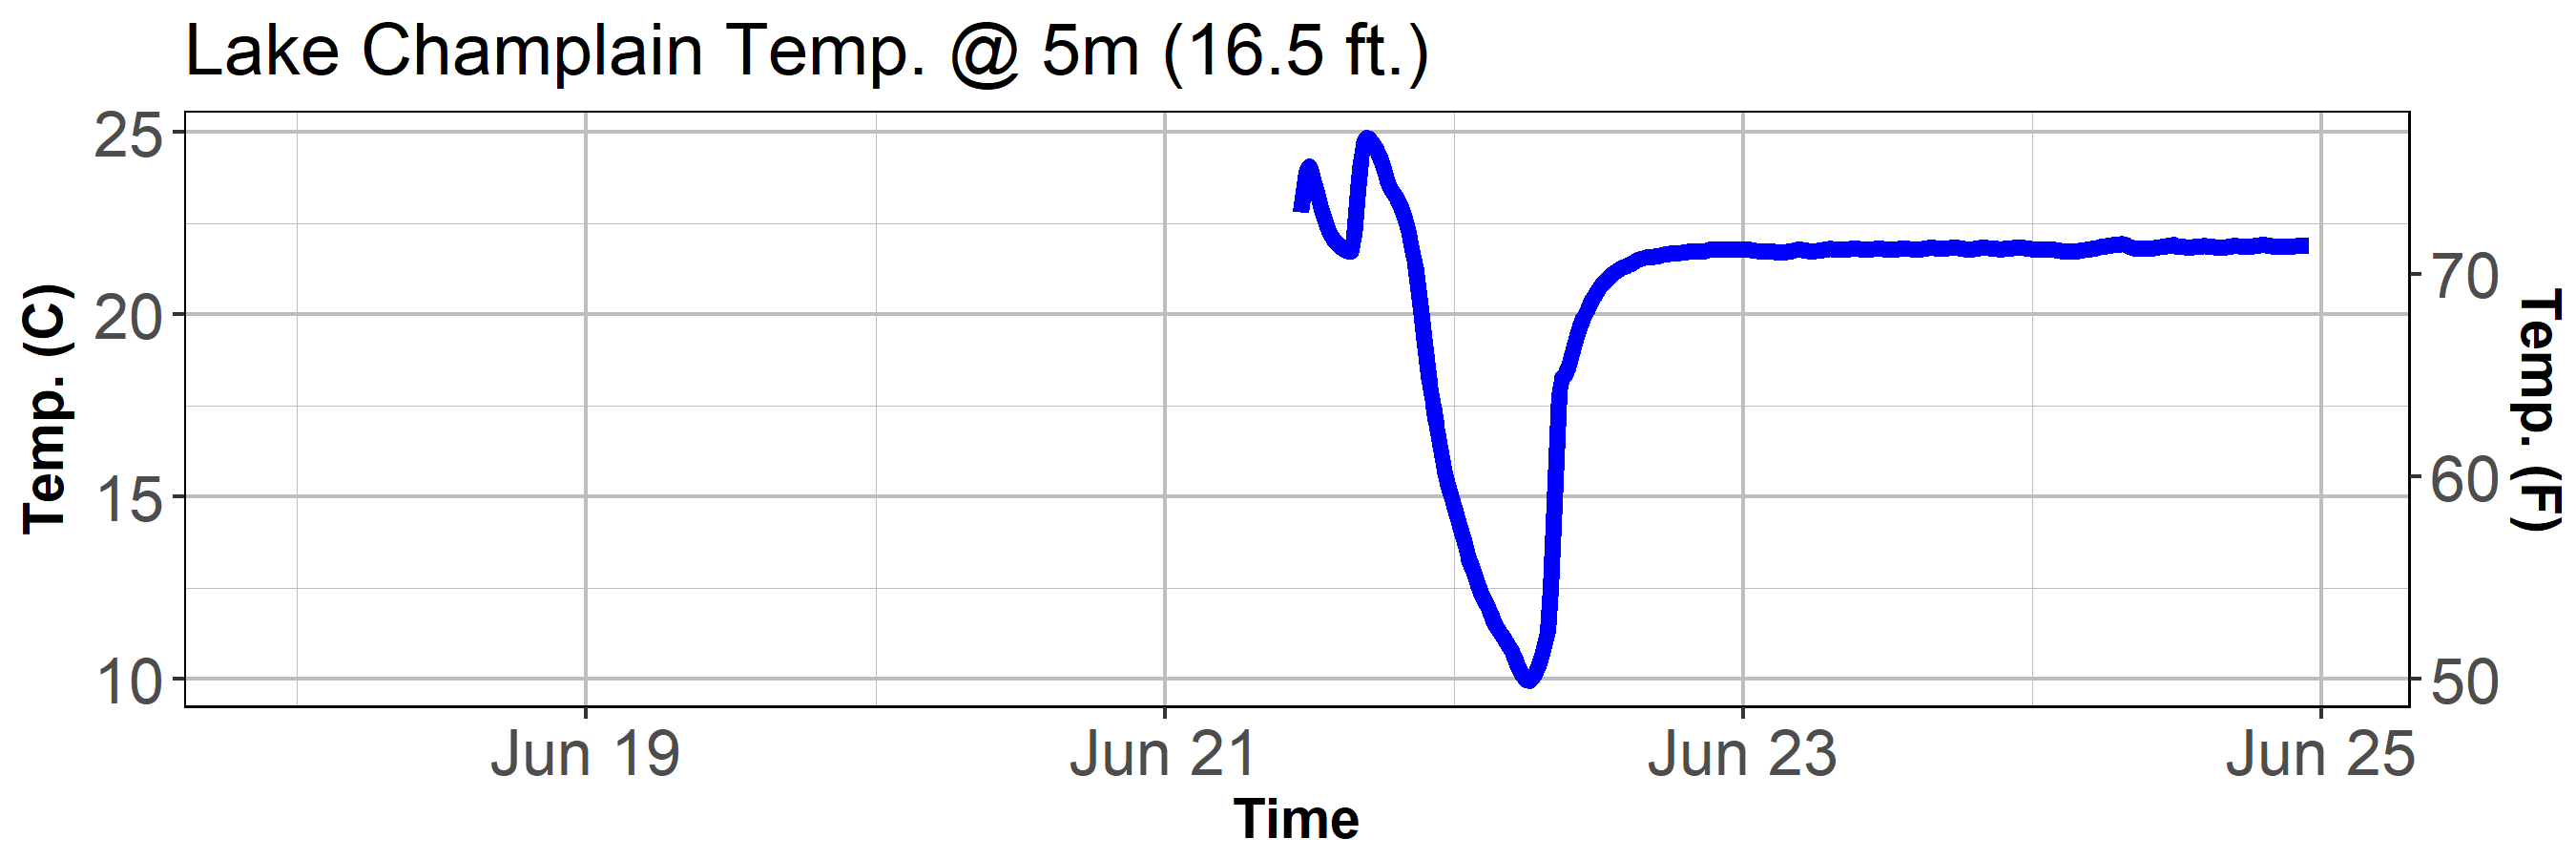 Lake Champlain Temp. @ 5m (16.5 ft.)
Temp. (C)
25
20
15
10
70
60
50
Temp. (F)
Jun 19
Jun 21
Jun 23
Jun 25
Time